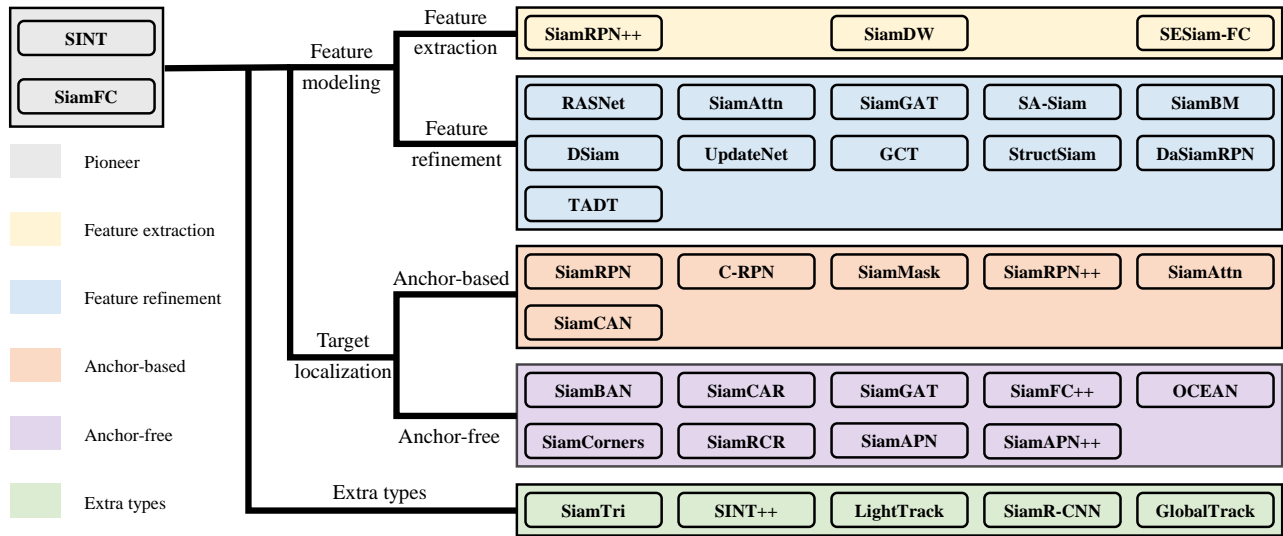 SINT
SiamFC
Pioneer
Feature extraction
Feature refinement
Anchor-based
Anchor-free
Extra types
Feature
modeling
Feature
extraction
Feature
refinement
Target
localization
Anchor-based
Anchor-free
Extra types
SiamRPN++ SiamDW SESiam-FC
RASNet SiamAttn SiamGAT SA-Siam SiamBM
DSiam UpdateNet GCT StructSiam DaSiamRPN
TADT
SiamRPN C-RPN SiamMask SiamRPN++ SiamAttn
SiamCAN
SiamBAN SiamCAR SiamGAT SiamFC++ OCEAN
SiamCorners SiamRCR SiamAPN SiamAPN++
SiamTri SINT++ LightTrack SiamR-CNN GlobalTrack